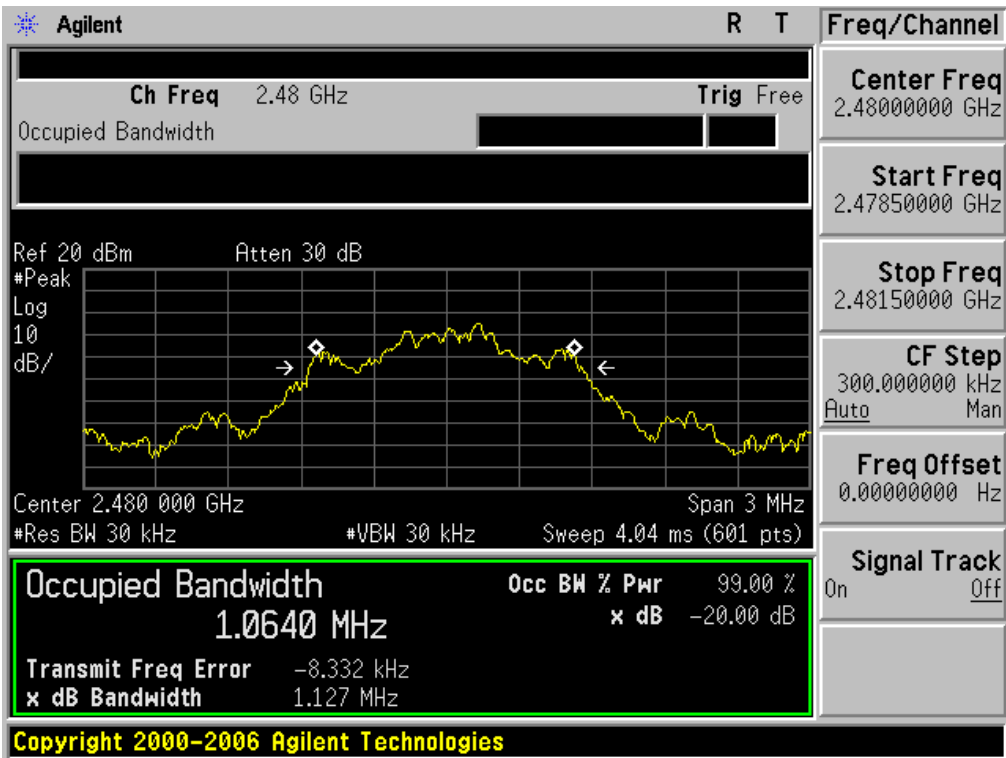 Agilent R T
Ch Freq 2.48 GHz Trig Free
Occupied Bandwidth
Ref 20 dBm Atten 30 dB
#Peak
Log
10
dB/
Center 2.480 000 GHz Span 3 MHz
#Res BW 30 kHz #VBW 30 kHz Sweep 4.04 ms (601 pts)
Occupied Bandwidth Occ BW % Pwr 99.00 %
1.0640 MHz x dB -20.00 dB
Transmit Freq Error -8.332 kHz
x dB Bandwidth 1.127 MHz
Copyright 2000-2006 Agilent Technologies
Freq/Channel
Center Freq
2.48000000 GHz
Start Freq
2.47850000 GHz
Stop Freq
2.48150000 GHz
CF Step
300.000000 kHz
Auto Man
Freq Offset
0.00000000 Hz
Signal Track
On Off